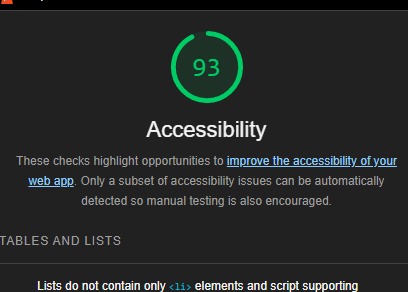 93
Accessibility
These checks highlight opportunities to improve the accessibility of your
web app. Only a subset of accessibility issues can be automatically
detected so manual testing is also encouraged.
TABLES AND LISTS
Lists do not contain only <li> elements and script supporting